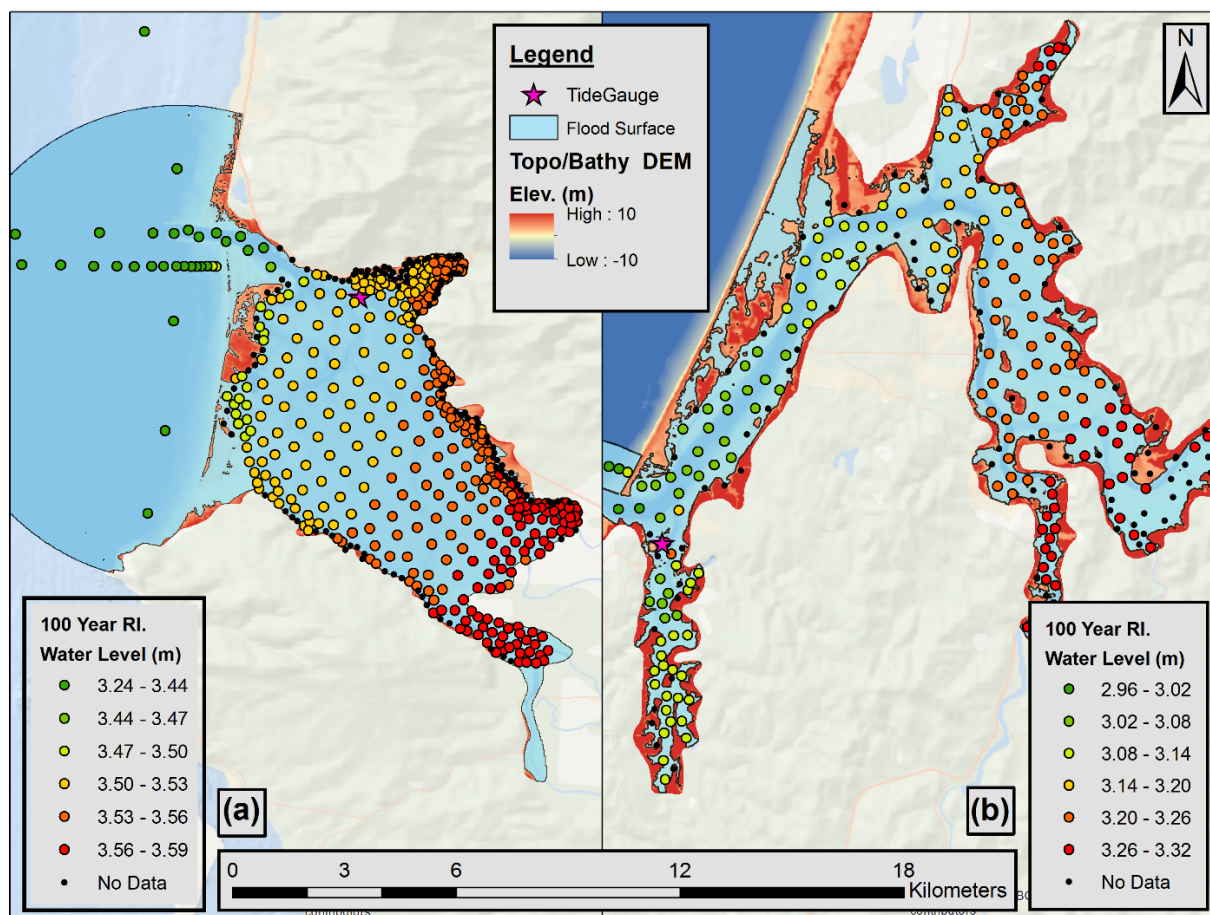 Legend
TideGauge
Flood Surface
Topo/Bathy DEM
Elev. (m)
High : 10
Low : -10
N
100 Year RI.
Water Level (m)
3.24 - 3.44
3.44 - 3.47
3.47 - 3.50
3.50 - 3.53
3.53 - 3.56
3.56 - 3.59
No Data
(a)
(b)
100 Year RI.
Water Level (m)
2.96 - 3.02
3.02 - 3.08
3.08 - 3.14
3.14 - 3.20
3.20 - 3.26
3.26 - 3.32
No Data
0 3 6 12 18
Kilometers